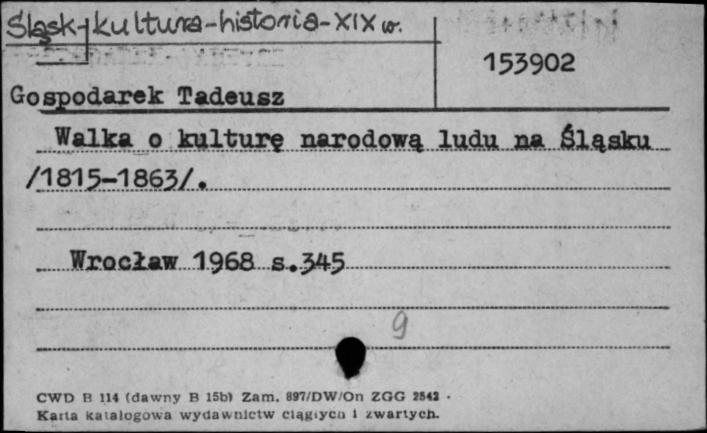 Śląsk-kultura-historia-XIX w.
153902
Gospodarek Tadeusz
Walka o kulturę narodową ludu na Śląsku
/1815-1863/.
Wrocław 1968 s.345
9
CWD B 114 (dawny B 15b) Zam. 897/DW/On ZGG 2542
Karta katalogowa wydawnictw ciągłych i zwartych.